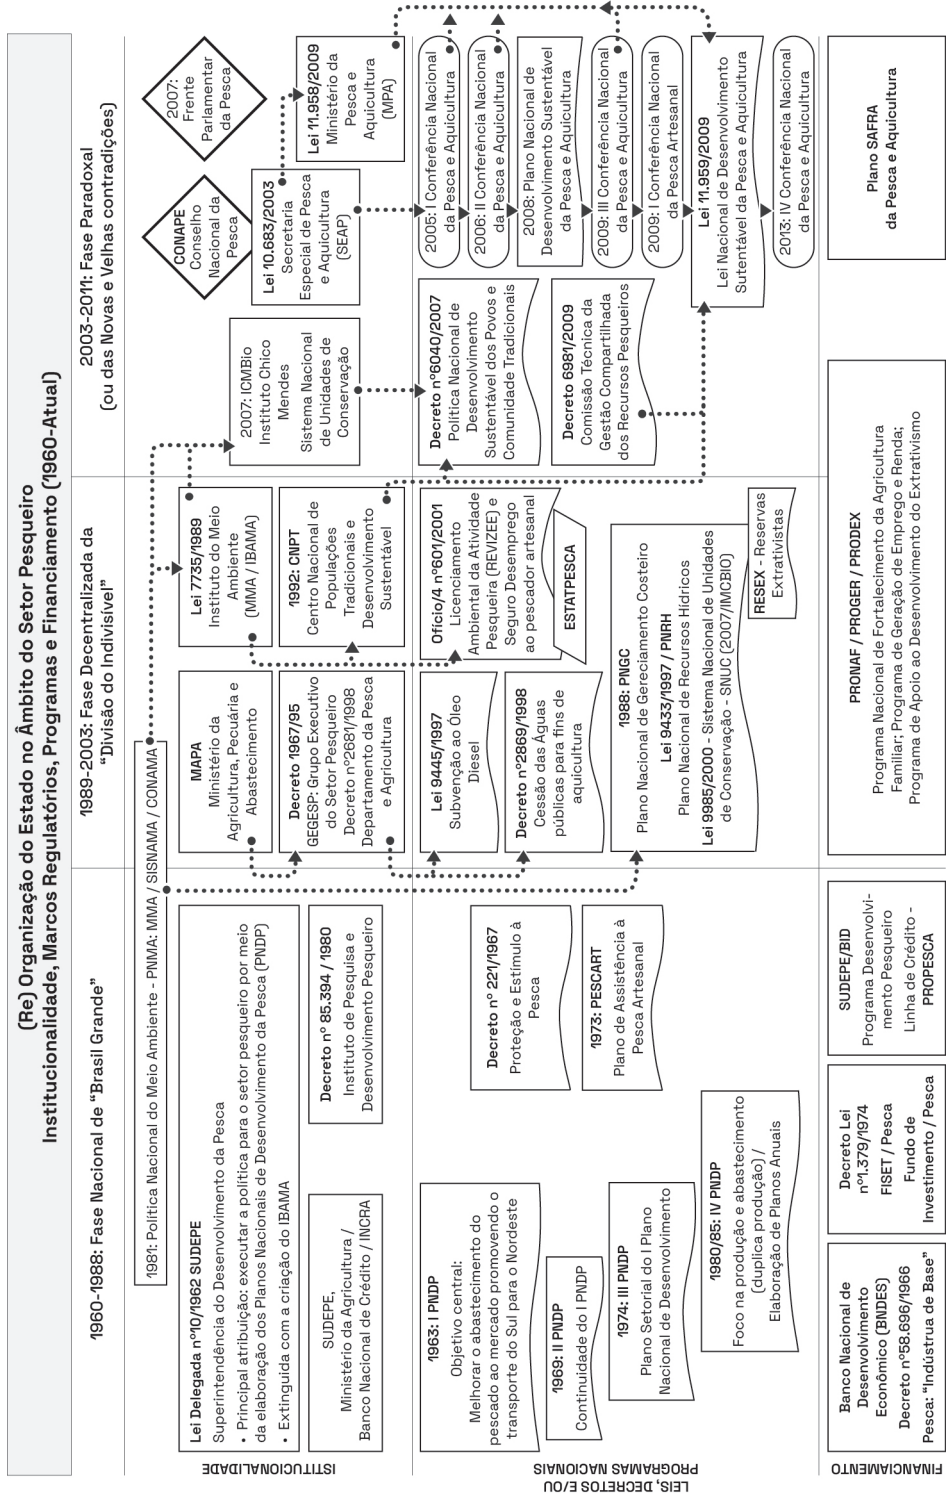 (Re) Organização do Estado no Âmbito do Setor Pesqueiro
Institucionalidade, Marcos Regulatórios, Programas e Financiamento (1960-Atual)
1960-1988: Fase Nacional de “Brasil Grande”
1989-2003: Fase Decentralizada da
“Divisão do Indivisível”
2003-2011: Fase Paradoxal
(ou das Novas e Velhas contradições)
ISTITUCIONALIDADE
1981: Política Nacional do Meio Ambiente - PNMA: MMA / SISNAMA / CONAMA
Lei Delegada nº10/1962 SUDEPE
Superintendência do Desenvolvimento da Pesca
• Principal atribuição: executar a política para o setor pesqueiro por meio
da elaboração dos Planos Nacionais de Desenvolvimento da Pesca (PNDP)
• Extinguida com a criação do IBAMA
SUDEPE,
Ministério da Agricultura /
Banco Nacional de Crédito / INCRA
Decreto nº 85.394 / 1980
Instituto de Pesquisa e
Desenvolvimento Pesqueiro
MAPA
Ministério da
Agricultura, Pecuária e
Abastecimento
Decreto 1967/95
GEGESP: Grupo Executivo
do Setor Pesqueiro
Decreto nº2681/1998
Departamento da Pesca
e Agricultura
Lei 7735/1989
Instituto do Meio
Ambiente
(MMA / IBAMA)
1992: CNPT
Centro Nacional de
Populações
Tradicionais e
Desenvolvimento
Sustentável
2007: ICMBio
Instituto Chico
Mendes
Sistema Nacional
de Unidades de
Conservação
CONAPE
Conselho
Nacional da
Pesca
Lei 10.683/2003
Secretaria
Especial de Pesca
e Aquicultura
(SEAP)
2007:
Frente
Parlamentar
da Pesca
Lei 11.958/2009
Ministério da
Pesca e
Aquicultura
(MPA)
LEIS, DECRETOS E/OU
PROGRAMAS NACIONAIS
1963: I PNDP
Objetivo central:
Melhorar o abastecimento do
pescado ao mercado promovendo o
transporte do Sul para o Nordeste
1969: II PNDP
Continuidade do I PNDP
1974: III PNDP
Plano Setorial do I Plano
Nacional de Desenvolvimento
1980/85: IV PNDP
Foco na produção e abastecimento
(duplica produção) /
Elaboração de Planos Anuais
Decreto nº 221/1967
Proteção e Estímulo à
Pesca
1973: PESCART
Plano de Assistência à
Pesca Artesanal
Lei 9445/1997
Subvenção ao Óleo
Diesel
Decreto nº2869/1998
Cessão das Águas
públicas para fins de
aquicultura
Ofício/4 nº601/2001
Licenciamento
Ambiental da Atividade
Pesqueira (REVIZEE) e
Seguro Desemprego
ao pescador artesanal
ESTATPESCA
1988: PNGC
Plano Nacional de Gereciamento Costeiro
Lei 9433/1997 / PNRH
Plano Nacional de Recursos Hídricos
Lei 9985/2000 - Sistema Nacional de Unidades
de Conservação - SNUC (2007/IMCBIO)
RESEX - Reservas
Extrativistas
Decreto nº6040/2007
Política Nacional de
Desenvolvimento
Sustentável dos Povos e
Comunidade Tradicionais
Decreto 6981/2009
Comissão Técnica da
Gestão Compartilhada
dos Recursos Pesqueiros
2005: I Conferência Nacional
da Pesca e Aquicultura
2006: II Conferência Nacional
da Pesca e Aquicultura
2008: Plano Nacional de
Desenvolvimento Sustentável
da Pesca e Aquicultura
2009: III Conferência Nacional
da Pesca e Aquicultura
2009: I Conferência Nacional
da Pesca Artesanal
Lei 11.959/2009
Lei Nacional de Desenvolvimento
Sutentável da Pesca e Aquicultura
2013: IV Conferência Nacional
da Pesca e Aquicultura
FINANCIAMENTO
Banco Nacional de
Desenvolvimento
Econômico (BNDES)
Decreto nº58.696/1966
Pesca: “Indústrua de Base”
Decreto Lei
nº1.379/1974
FISET / Pesca
Fundo de
Investimento / Pesca
SUDEPE/BID
Programa Desenvolvi-
mento Pesqueiro
Linha de Crédito -
PROPESCA
PRONAF / PROGER / PRODEX
Programa Nacional de Fortalecimento da Agricultura
Familiar; Programa de Geração de Emprego e Renda;
Programa de Apoio ao Desenvolvimento do Extrativismo
Plano SAFRA
da Pesca e Aquicultura